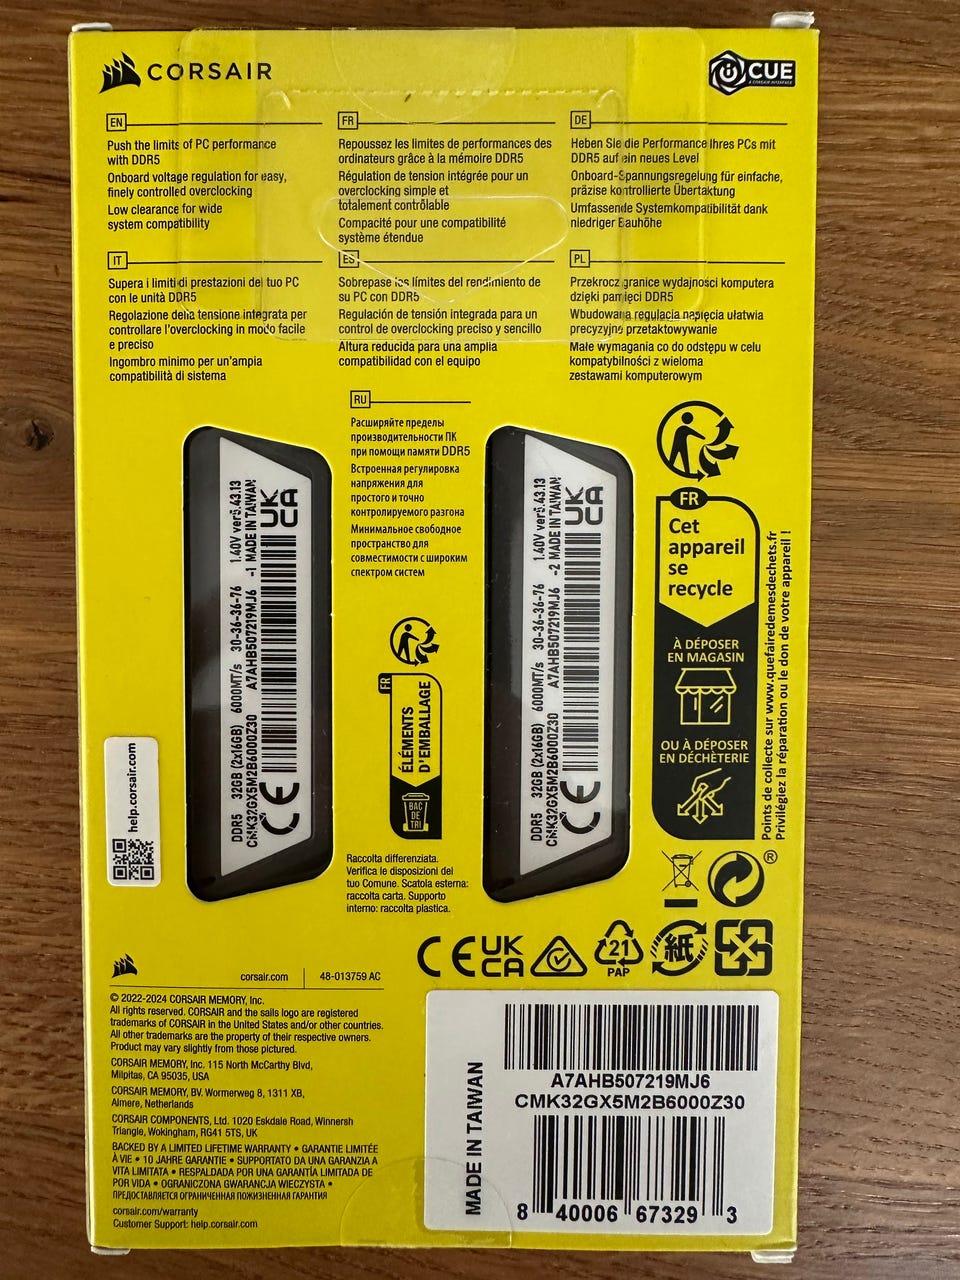 CORSAIR
iCUE
A CORSAIR INTERFACE
EN
Push the limits of PC performance
with DDR5
Onboard voltage regulation for easy,
finely controlled overclocking
Low clearance for wide
system compatibility
FR
Repoussez les limites de performances des
ordinateurs grâce à la mémoire DDR5
Régulation de tension intégrée pour un
overclocking simple et
totalement contrôlable
Compacité pour une compatibilité
système étendue
DE
Heben Sie die Performance Ihres PCs mit
DDR5 auf ein neues Level
Onboard-Spannungsregelung für einfache,
präzise kontrollierte Übertaktung
Umfassende Systemkompatibilität dank
niedriger Bauhöhe
IT
Supera i limiti di prestazioni del tuo PC
con le unità DDR5
Regolazione della tensione integrata per
controllare l'overclocking in modo facile
e preciso
Ingombro minimo per un'ampia
compatibilità di sistema
ES
Sobrepase los límites del rendimiento de
su PC con DDR5
Regulación de tensión integrada para un
control de overclocking preciso y sencillo
Altura reducida para una amplia
compatibilidad con el equipo
PL
Przekrocz granice wydajności komputera
dzięki pamięci DDR5
Wbudowana regulacja napięcia ułatwia
precyzyjne przetaktowywanie
Małe wymagania co do odstępu w celu
kompatybilności z wieloma
zestawami komputerowym
RU
Расширяйте пределы
производительности ПК
при помощи памяти DDR5
Встроенная регулировка
напряжения для
простого и точно
контролируемого разгона
Минимальное свободное
пространство для
совместимости с широким
спектром систем
DDR5 32GB (2x16GB) 6000MT/s 30-36-36-76 1.40V ver5.43.13
CMK32GX5M2B6000Z30 A7AHB507219MJ6 -1 MADE IN TAIWAN
CE
UKCA
DDR5 32GB (2x16GB) 6000MT/s 30-36-36-76 1.40V ver5.43.13
CMK32GX5M2B6000Z30 A7AHB507219MJ6 -2 MADE IN TAIWAN
CE
UKCA
FR
Cet
appareil
se
recycle
À DÉPOSER
EN MAGASIN
OU À DÉPOSER
EN DÉCHÈTERIE
Points de collecte sur www.quefairedemesdechets.fr
Privilégiez la réparation ou le don de votre appareil !
FR
ÉLÉMENTS
D'EMBALLAGE
BAC
DE
TRI
help.corsair.com
Raccolta differenziata.
Verifica le disposizioni del
tuo Comune. Scatola esterna:
raccolta carta. Supporto
interno: raccolta plastica.
®
CE
UK
CA
21
PAP
紙
corsair.com
48-013759 AC
© 2022-2024 CORSAIR MEMORY, Inc.
All rights reserved. CORSAIR and the sails logo are registered
trademarks of CORSAIR in the United States and/or other countries.
All other trademarks are the property of their respective owners.
Product may vary slightly from those pictured.
CORSAIR MEMORY, Inc. 115 North McCarthy Blvd,
Milpitas, CA 95035, USA
CORSAIR MEMORY, BV. Wormerweg 8, 1311 XB,
Almere, Netherlands
CORSAIR COMPONENTS, Ltd. 1020 Eskdale Road, Winnersh
Triangle, Wokingham, RG41 5TS, UK
BACKED BY A LIMITED LIFETIME WARRANTY • GARANTIE LIMITÉE
À VIE • 10 JAHRE GARANTIE • SUPPORTATO DA UNA GARANZIA A
VITA LIMITATA • RESPALDADA POR UNA GARANTÍA LIMITADA DE
POR VIDA • OGRANICZONA GWARANCJA WIECZYSTA •
ПРЕДОСТАВЛЯЕТСЯ ОГРАНИЧЕННАЯ ПОЖИЗНЕННАЯ ГАРАНТИЯ
corsair.com/warranty
Customer Support: help.corsair.com
MADE IN TAIWAN
A7AHB507219MJ6
CMK32GX5M2B6000Z30
8 40006 67329 3